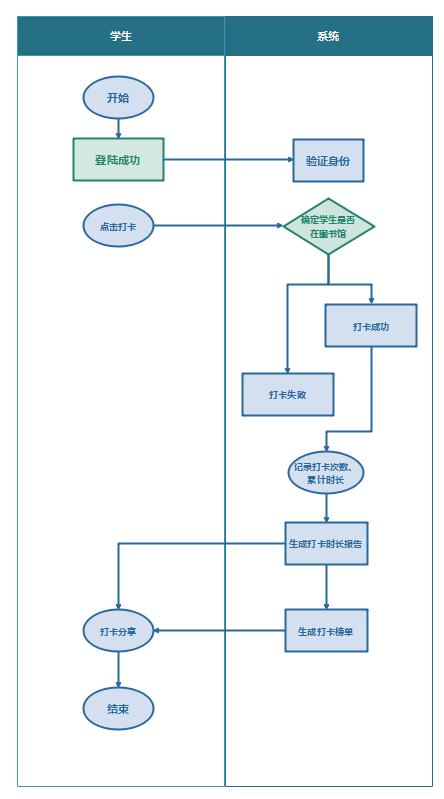 学生
系统
开始
登陆成功
验证身份
点击打卡
确定学生是否
在图书馆
打卡成功
打卡失败
记录打卡次数、
累计时长
生成打卡时长报告
打卡分享
生成打卡榜单
结束